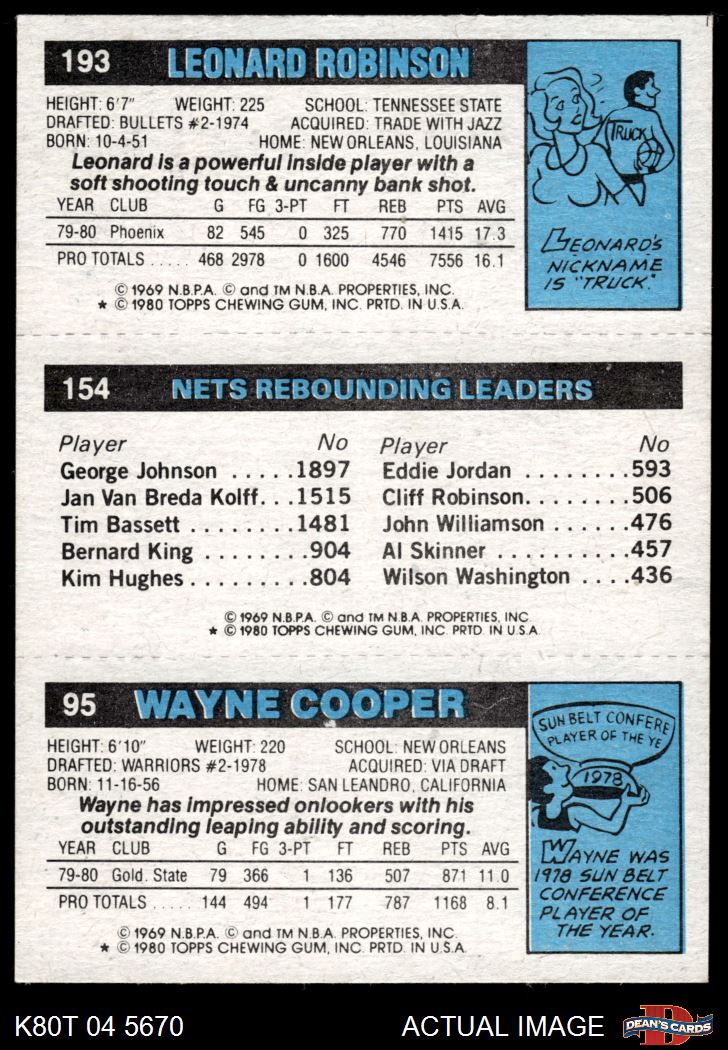 193 LEONARD ROBINSON
HEIGHT: 6'7" WEIGHT: 225 SCHOOL: TENNESSEE STATE
DRAFTED: BULLETS #2-1974 ACQUIRED: TRADE WITH JAZZ
BORN: 10-4-51 HOME: NEW ORLEANS, LOUISIANA
Leonard is a powerful inside player with a
soft shooting touch & uncanny bank shot.
YEAR CLUB G FG 3-PT FT REB PTS AVG
79-80 Phoenix 82 545 0 325 770 1415 17.3
PRO TOTALS ..... 468 2978 0 1600 4546 7556 16.1
© 1969 N.B.P.A. © and TM N.B.A. PROPERTIES, INC.
* © 1980 TOPPS CHEWING GUM, INC. PRTD. IN U.S.A.
TRUCK
LEONARD'S
NICKNAME
IS "TRUCK."
154 NETS REBOUNDING LEADERS
Player No Player No
George Johnson .....1897 Eddie Jordan ........593
Jan Van Breda Kolff...1515 Cliff Robinson........506
Tim Bassett ........1481 John Williamson .....476
Bernard King ........904 Al Skinner ..........457
Kim Hughes.........804 Wilson Washington ....436
© 1969 N.B.P.A. © and TM N.B.A. PROPERTIES, INC.
* © 1980 TOPPS CHEWING GUM, INC. PRTD. IN U.S.A.
95 WAYNE COOPER
HEIGHT: 6'10" WEIGHT: 220 SCHOOL: NEW ORLEANS
DRAFTED: WARRIORS #2-1978 ACQUIRED: VIA DRAFT
BORN: 11-16-56 HOME: SAN LEANDRO, CALIFORNIA
Wayne has impressed onlookers with his
outstanding leaping ability and scoring.
YEAR CLUB G FG 3-PT FT REB PTS AVG
79-80 Gold. State 79 366 1 136 507 871 11.0
PRO TOTALS ..... 144 494 1 177 787 1168 8.1
© 1969 N.B.P.A. © and TM N.B.A. PROPERTIES, INC.
* © 1980 TOPPS CHEWING GUM, INC. PRTD. IN U.S.A.
SUN BELT CONFERE
PLAYER OF THE YE
1978
WAYNE WAS
1978 SUN BELT
CONFERENCE
PLAYER OF
THE YEAR.
K80T 04 5670 ACTUAL IMAGE
D
DEAN'S CARDS